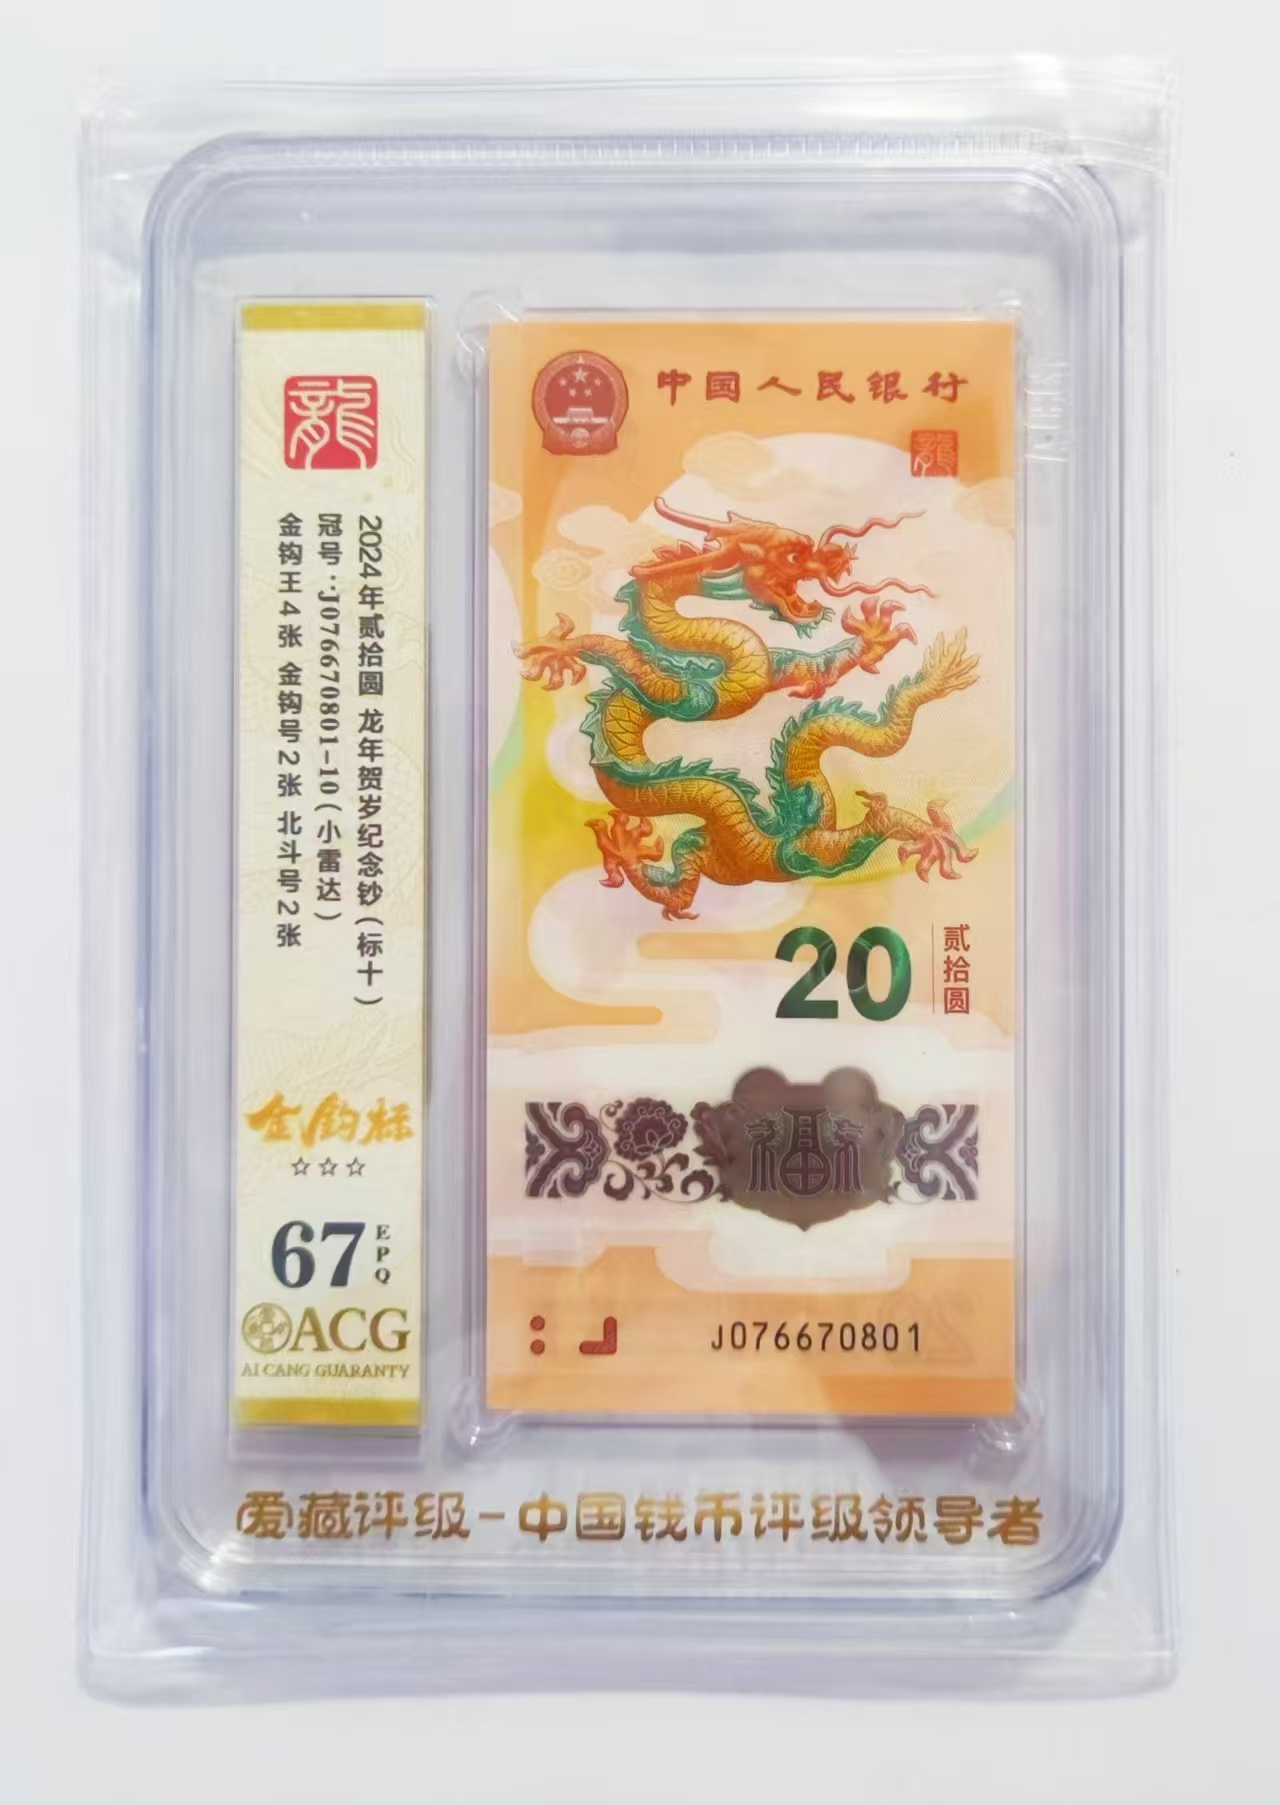 龍
2024年贰拾圆 龙年贺岁纪念钞(标十)
冠号:J076670801-10(小雷达)
金钩王4张 金钩号2张 北斗号2张
金钩标
☆☆☆
67 EPQ
ACG
AI CANG GUARANTY
中国人民银行
龍
20
贰拾圆
福
J076670801
爱藏评级-中国钱币评级领导者